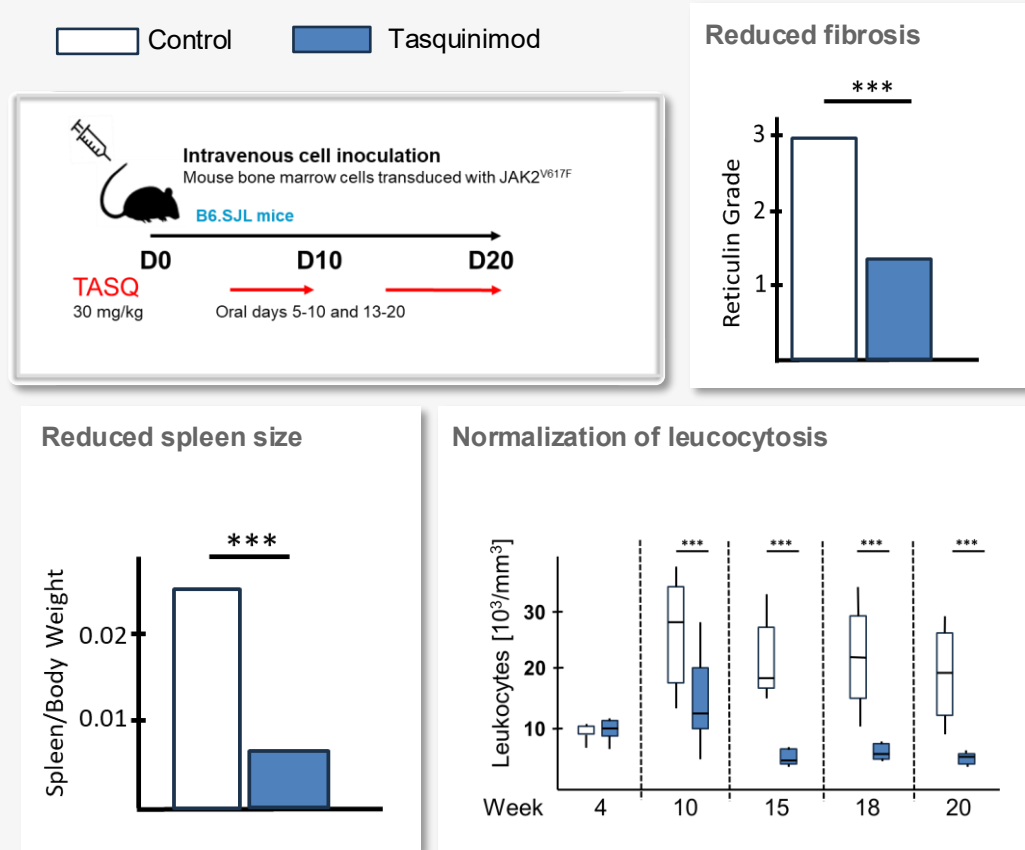 Control
Tasquinimod
Intravenous cell inoculation
Mouse bone marrow cells transduced with JAK2^V617F
B6.SJL mice
D0 D10 D20
TASQ
30 mg/kg
Oral days 5-10 and 13-20
Reduced fibrosis
***
Reticulin Grade
3
2
1
Reduced spleen size
***
Spleen/Body Weight
0.02
0.01
Normalization of leucocytosis
*** *** *** ***
Leukocytes [10³/mm³]
30
20
10
Week 4 10 15 18 20